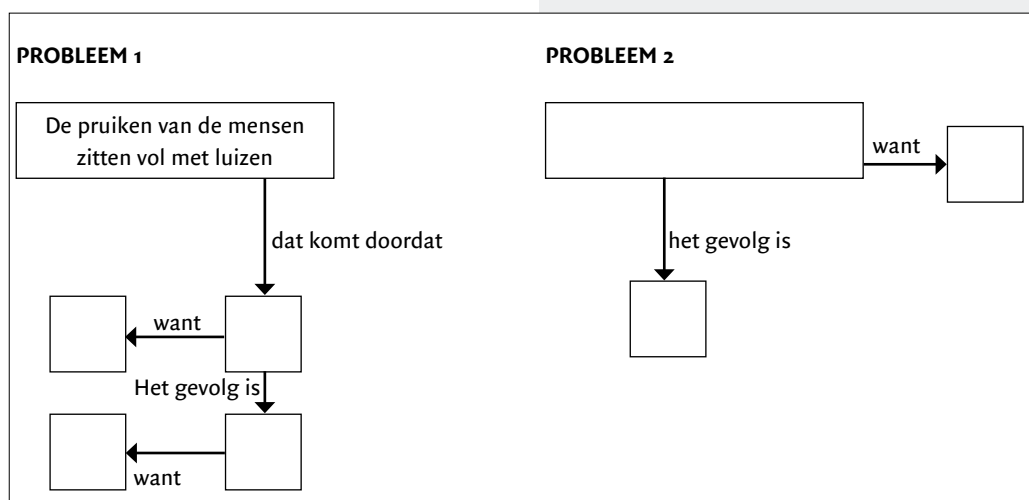 PROBLEEM 1
De pruiken van de mensen
zitten vol met luizen
dat komt doordat
want
Het gevolg is
want
PROBLEEM 2
want
het gevolg is